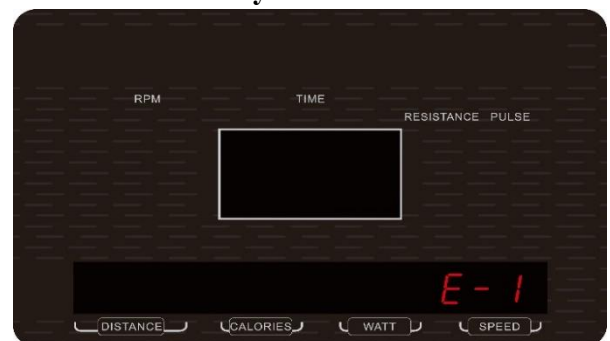 RPM TIME
RESISTANCE PULSE
E-1
DISTANCE CALORIES WATT SPEED